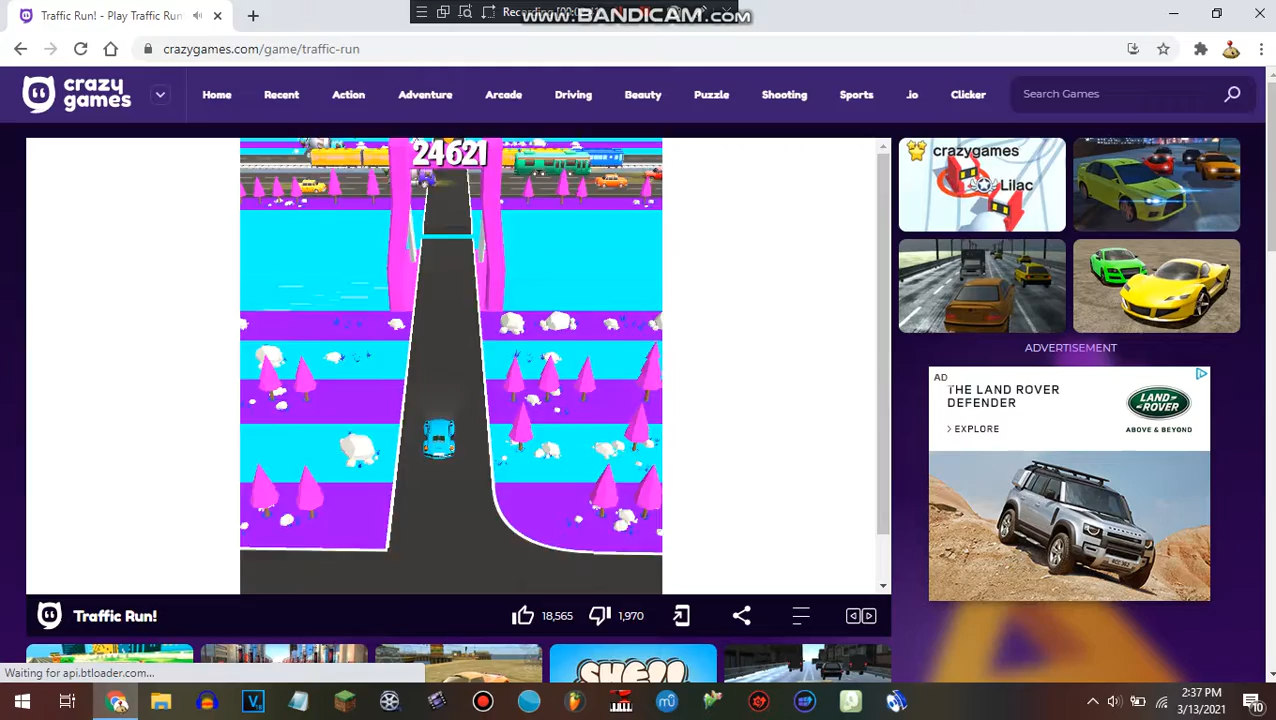 Traffic Run! - Play Traffic Run!
Recording
www.BANDICAM.com
crazygames.com/game/traffic-run
crazy games
Home
Recent
Action
Adventure
Arcade
Driving
Beauty
Puzzle
Shooting
Sports
.io
Clicker
Search Games
24621
crazygames
Lilac
ADVERTISEMENT
AD
THE LAND ROVER
DEFENDER
> EXPLORE
LAND-
ROVER
ABOVE & BEYOND
Traffic Run!
18,565
1,970
Waiting for api.btloader.com...
2:37 PM
3/13/2021
10